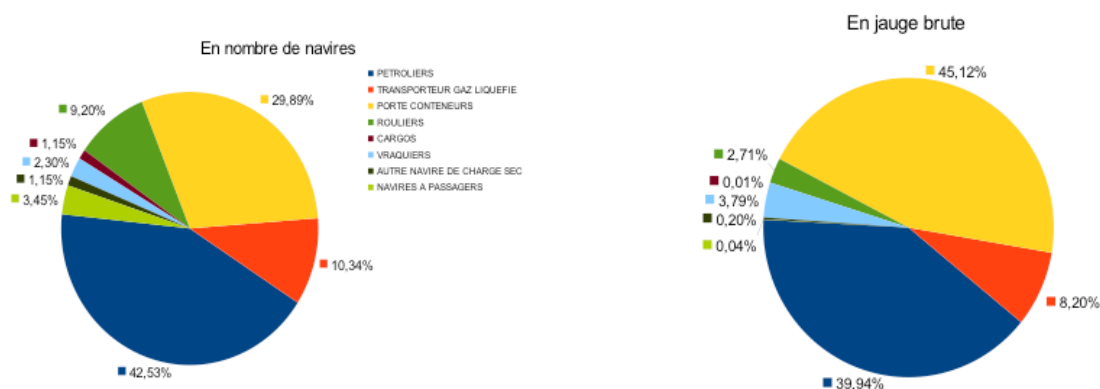 En nombre de navires
PETROLIERS
TRANSPORTEUR GAZ LIQUEFIE
PORTE CONTENEURS
ROULIERS
CARGOS
VRAQUIERS
AUTRE NAVIRE DE CHARGE SEC
NAVIRES A PASSAGERS
29,89%
9,20%
1,15%
2,30%
1,15%
3,45%
10,34%
42,53%
En jauge brute
45,12%
2,71%
0,01%
3,79%
0,20%
0,04%
8,20%
39,94%